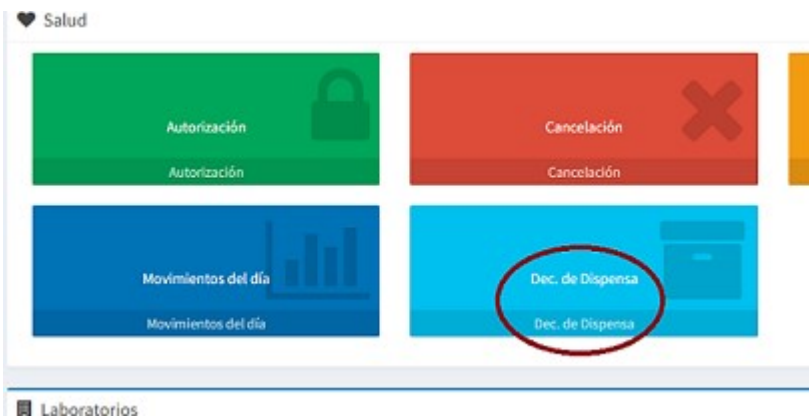 Salud
Autorización
Autorización
Cancelación
Cancelación
Movimientos del día
Movimientos del día
Dec. de Dispensa
Dec. de Dispensa
Laboratorios